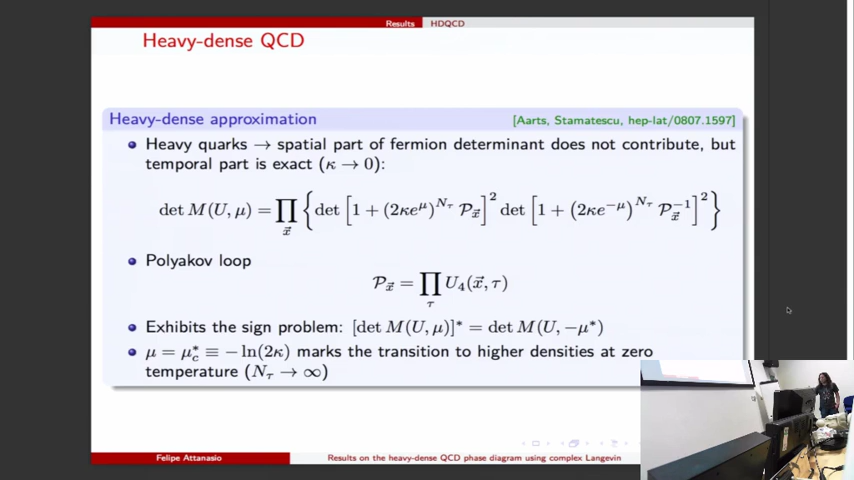 Results HDQCD
Heavy-dense QCD
Heavy-dense approximation [Aarts, Stamatescu, hep-lat/0807.1597]
Heavy quarks → spatial part of fermion determinant does not contribute, but
temporal part is exact (κ → 0):
det M(U, μ) = ∏_x⃗ { det [1 + (2κe^μ)^{N_τ} 𝒫_x⃗]^2 det [1 + (2κe^{−μ})^{N_τ} 𝒫_x⃗^{−1}]^2 }
Polyakov loop
𝒫_x⃗ = ∏_τ U_4(x⃗, τ)
Exhibits the sign problem: [det M(U, μ)]* = det M(U, −μ*)
μ = μ_c^* ≡ − ln(2κ) marks the transition to higher densities at zero
temperature (N_τ → ∞)
Felipe Attanasio Results on the heavy-dense QCD phase diagram using complex Langevin